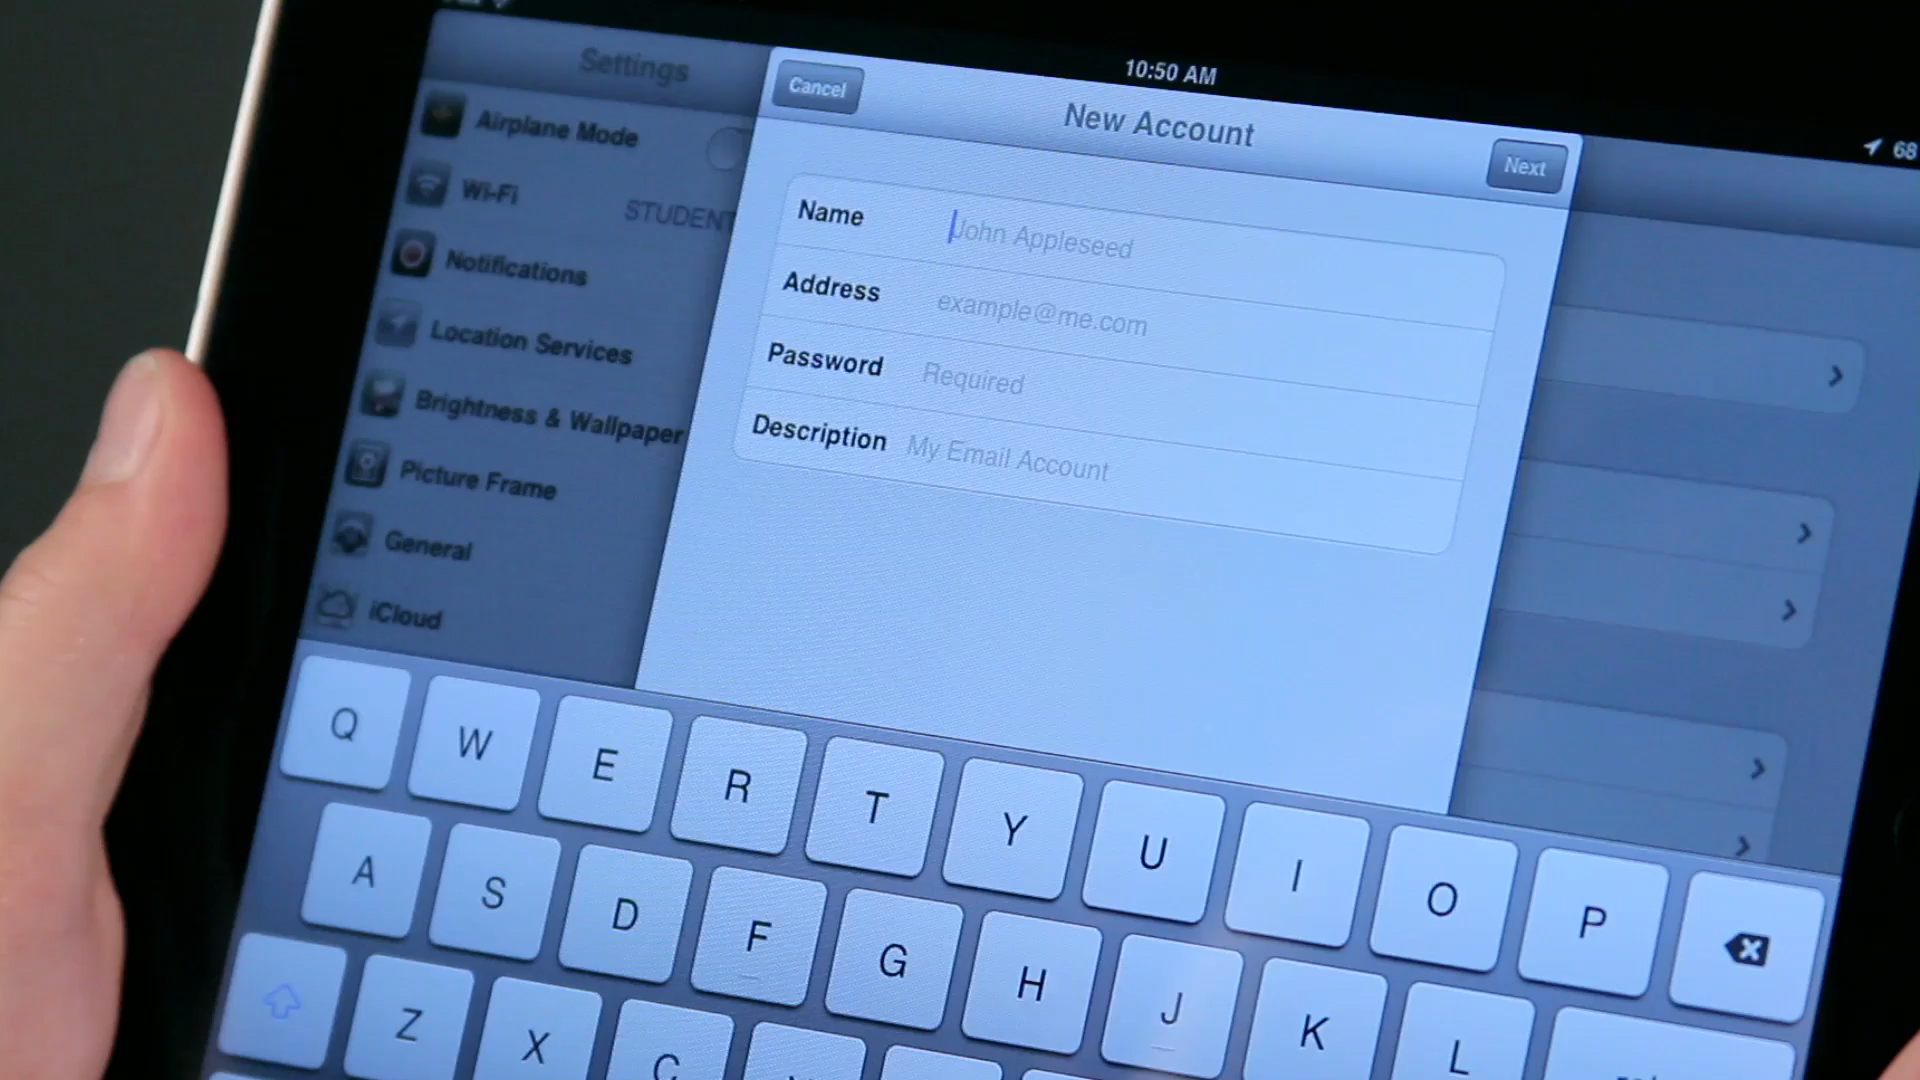 10:50 AM
68
Settings
Cancel
New Account
Next
Airplane Mode
Wi-Fi
STUDENT
Notifications
Location Services
Brightness & Wallpaper
Picture Frame
General
iCloud
Name John Appleseed
Address example@me.com
Password Required
Description My Email Account
Q W E R T Y U I O P
A S D F G H J K L
Z X C